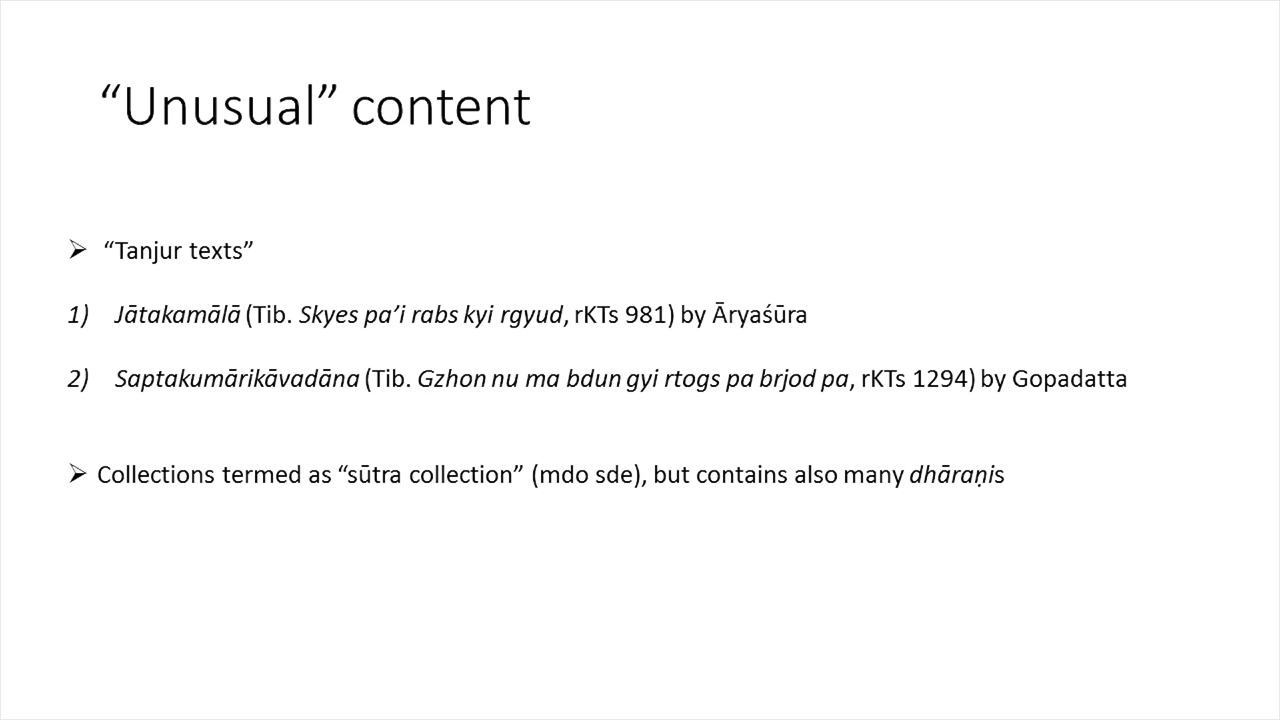 “Unusual” content
➢ “Tanjur texts”
1) Jātakamālā (Tib. Skyes pa’i rabs kyi rgyud, rKTs 981) by Āryaśūra
2) Saptakumārikāvadāna (Tib. Gzhon nu ma bdun gyi rtogs pa brjod pa, rKTs 1294) by Gopadatta
➢ Collections termed as “sūtra collection” (mdo sde), but contains also many dhāraṇis